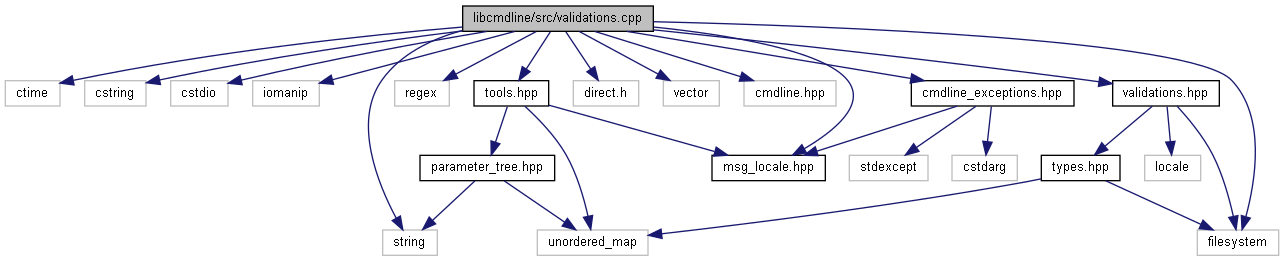 libcmdline/src/validations.cpp
ctime
cstring
cstdio
iomanip
regex
tools.hpp
direct.h
vector
cmdline.hpp
cmdline_exceptions.hpp
validations.hpp
parameter_tree.hpp
msg_locale.hpp
stdexcept
cstdarg
types.hpp
locale
string
unordered_map
filesystem